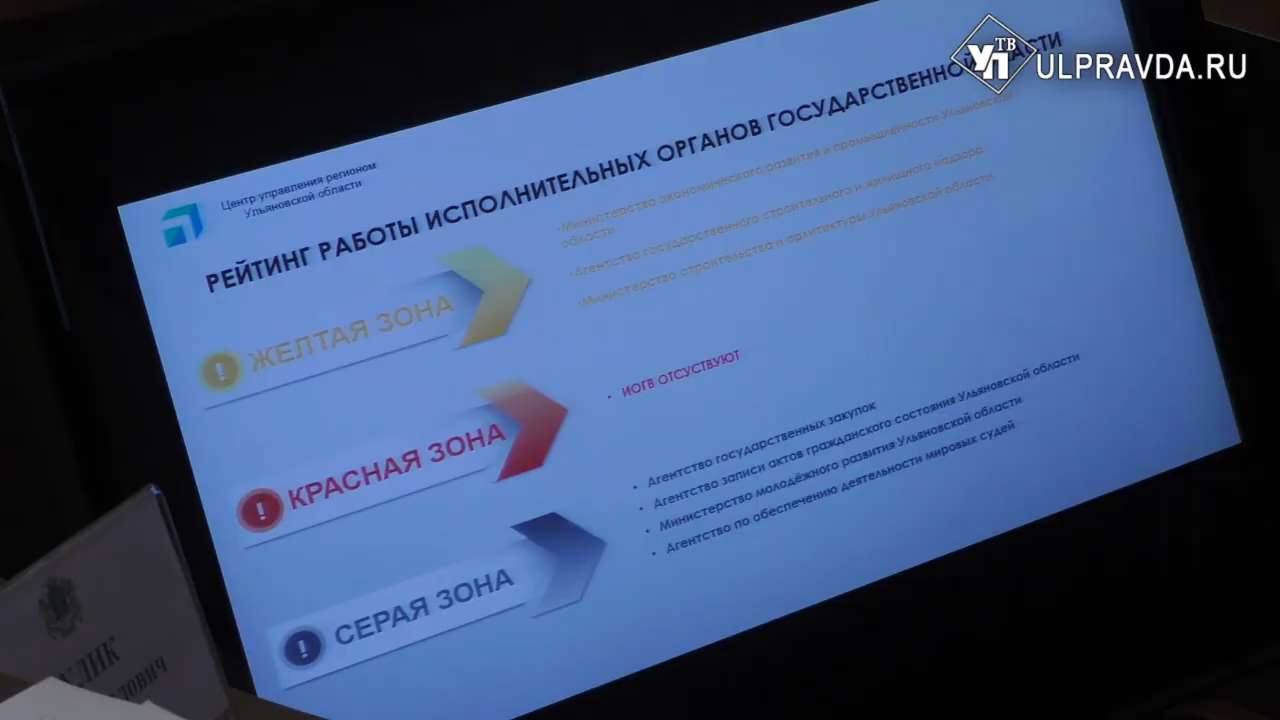 ТВ
УП
ULPRAVDA.RU
Центр управления регионом
Ульяновской области
РЕЙТИНГ РАБОТЫ ИСПОЛНИТЕЛЬНЫХ ОРГАНОВ ГОСУДАРСТВЕННОЙ
ЖЕЛТАЯ ЗОНА
-Министерство экономического развития и промышленности Ульяновской
области
-Агентство государственного строительного и жилищного надзора
-Министерство строительства и архитектуры Ульяновской области
КРАСНАЯ ЗОНА
• ИОГВ ОТСУСТВУЮТ
СЕРАЯ ЗОНА
• Агентство государственных закупок
• Агентство записи актов гражданского состояния Ульяновской области
• Министерство молодёжного развития Ульяновской области
• Агентство по обеспечению деятельности мировых судей